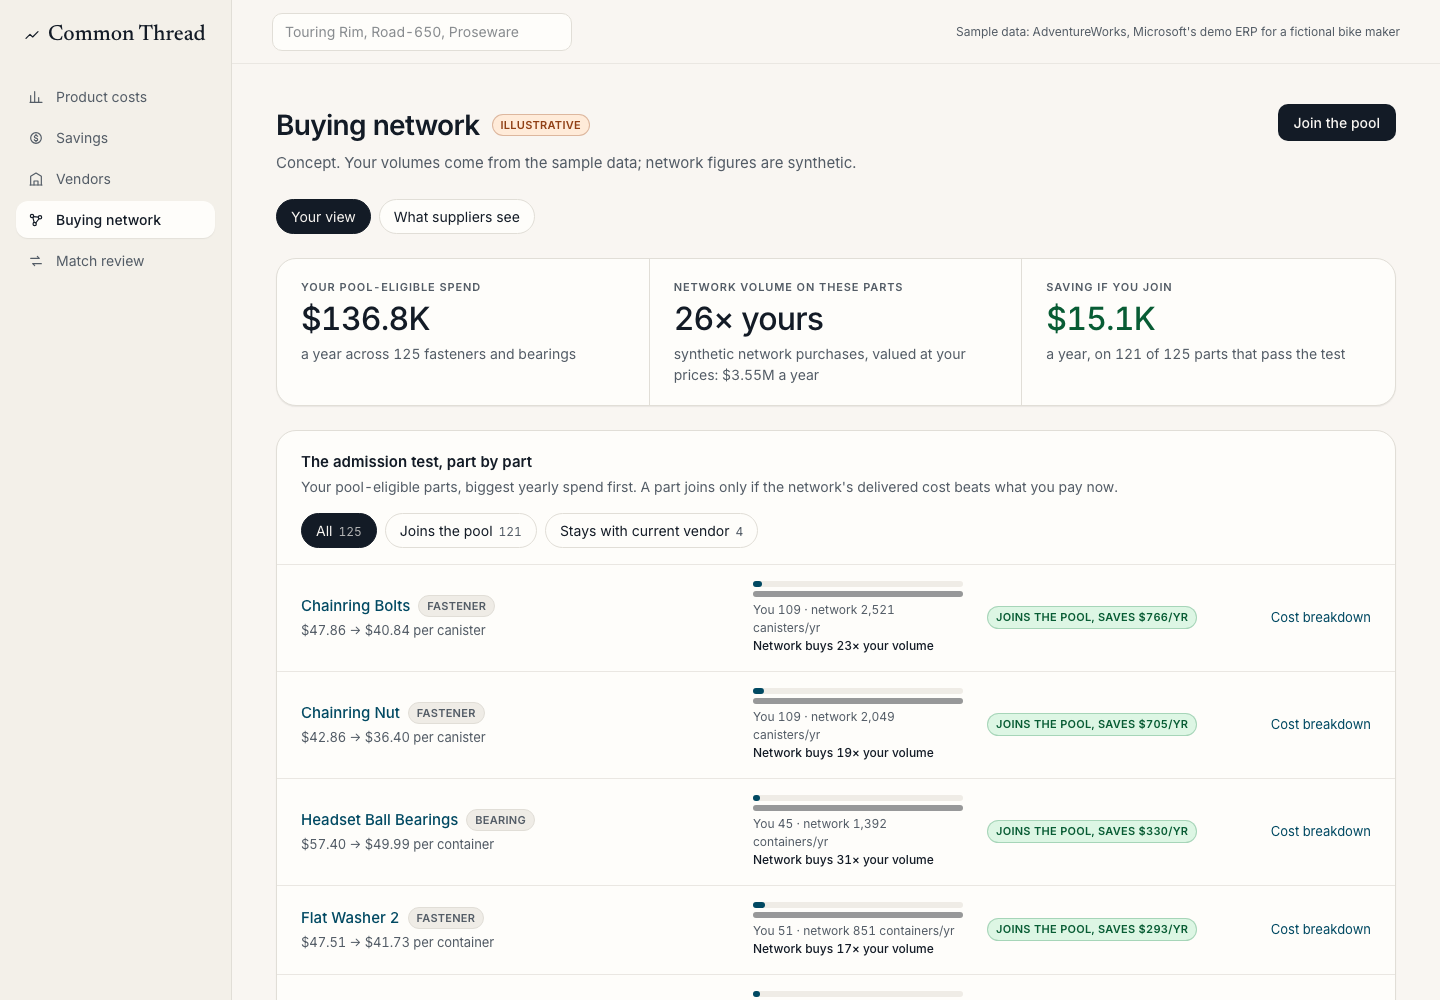 Common Thread
Touring Rim, Road-650, Proseware
Sample data: AdventureWorks, Microsoft's demo ERP for a fictional bike maker
Product costs
Savings
Vendors
Buying network
Match review
Buying network
ILLUSTRATIVE
Join the pool
Concept. Your volumes come from the sample data; network figures are synthetic.
Your view
What suppliers see
YOUR POOL-ELIGIBLE SPEND
$136.8K
a year across 125 fasteners and bearings
NETWORK VOLUME ON THESE PARTS
26× yours
synthetic network purchases, valued at your
prices: $3.55M a year
SAVING IF YOU JOIN
$15.1K
a year, on 121 of 125 parts that pass the test
The admission test, part by part
Your pool-eligible parts, biggest yearly spend first. A part joins only if the network's delivered cost beats what you pay now.
All 125
Joins the pool 121
Stays with current vendor 4
Chainring Bolts
FASTENER
$47.86 → $40.84 per canister
You 109 · network 2,521
canisters/yr
Network buys 23× your volume
JOINS THE POOL, SAVES $766/YR
Cost breakdown
Chainring Nut
FASTENER
$42.86 → $36.40 per canister
You 109 · network 2,049
canisters/yr
Network buys 19× your volume
JOINS THE POOL, SAVES $705/YR
Cost breakdown
Headset Ball Bearings
BEARING
$57.40 → $49.99 per container
You 45 · network 1,392
containers/yr
Network buys 31× your volume
JOINS THE POOL, SAVES $330/YR
Cost breakdown
Flat Washer 2
FASTENER
$47.51 → $41.73 per container
You 51 · network 851 containers/yr
Network buys 17× your volume
JOINS THE POOL, SAVES $293/YR
Cost breakdown